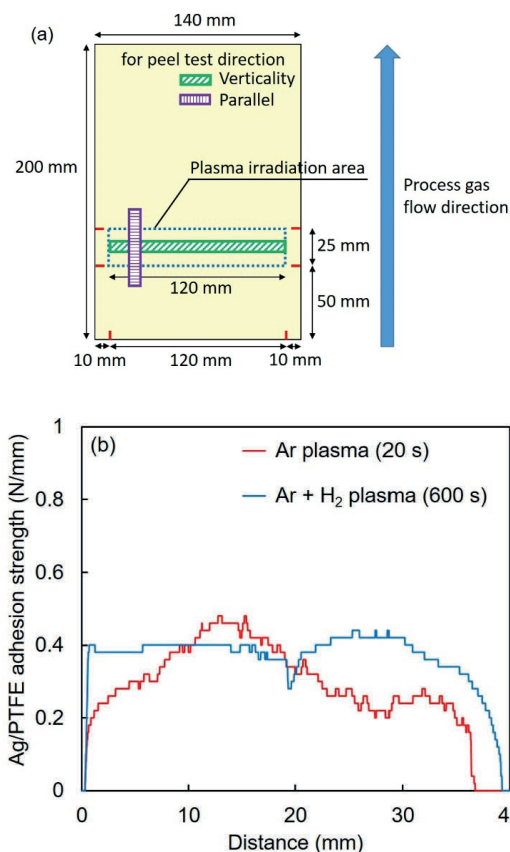 (a)
140 mm
for peel test direction
Verticality
Parallel
200 mm
Plasma irradiation area
Process gas
flow direction
25 mm
120 mm
50 mm
10 mm
120 mm
10 mm
(b)
Ar plasma (20 s)
Ar + H₂ plasma (600 s)
Ag/PTFE adhesion strength (N/mm)
1
0.8
0.6
0.4
0.2
0
0
10
20
30
4
Distance (mm)